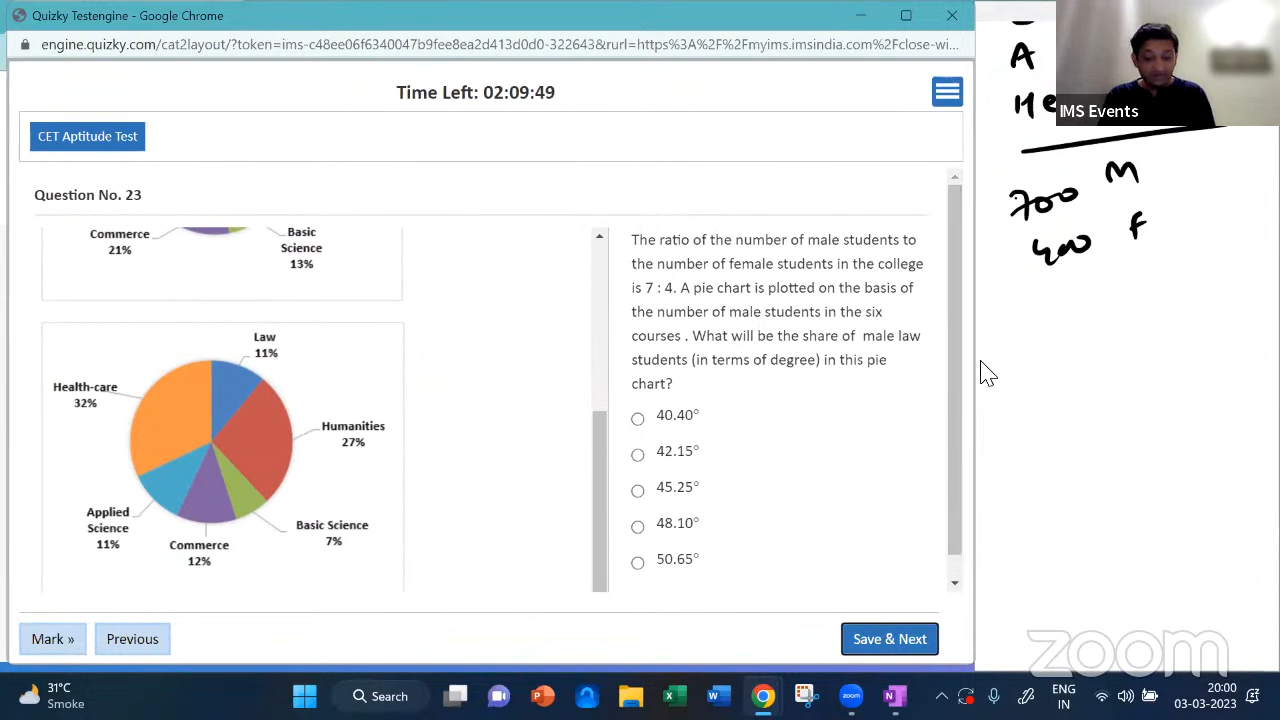 Quizky Testengine - Google Chrome
engine.quizky.com/cat2layout/?token=ims-c48ee06f6340047b9fee8ea2d413d0d0-322643&rurl=https%3A%2F%2Fmyims.imsindia.com%2Fclose-wi...
Time Left: 02:09:49
CET Aptitude Test
Question No. 23
Commerce
21%
Basic
Science
13%
Law
11%
Health-care
32%
Humanities
27%
Applied
Science
11%
Commerce
12%
Basic Science
7%
The ratio of the number of male students to
the number of female students in the college
is 7 : 4. A pie chart is plotted on the basis of
the number of male students in the six
courses . What will be the share of male law
students (in terms of degree) in this pie
chart?
40.40°
42.15°
45.25°
48.10°
50.65°
Mark »
Previous
Save & Next
A
He
IMS Events
700 M
400 F
zoom
31°C
Smoke
Search
zoom
ENG
IN
20:00
03-03-2023